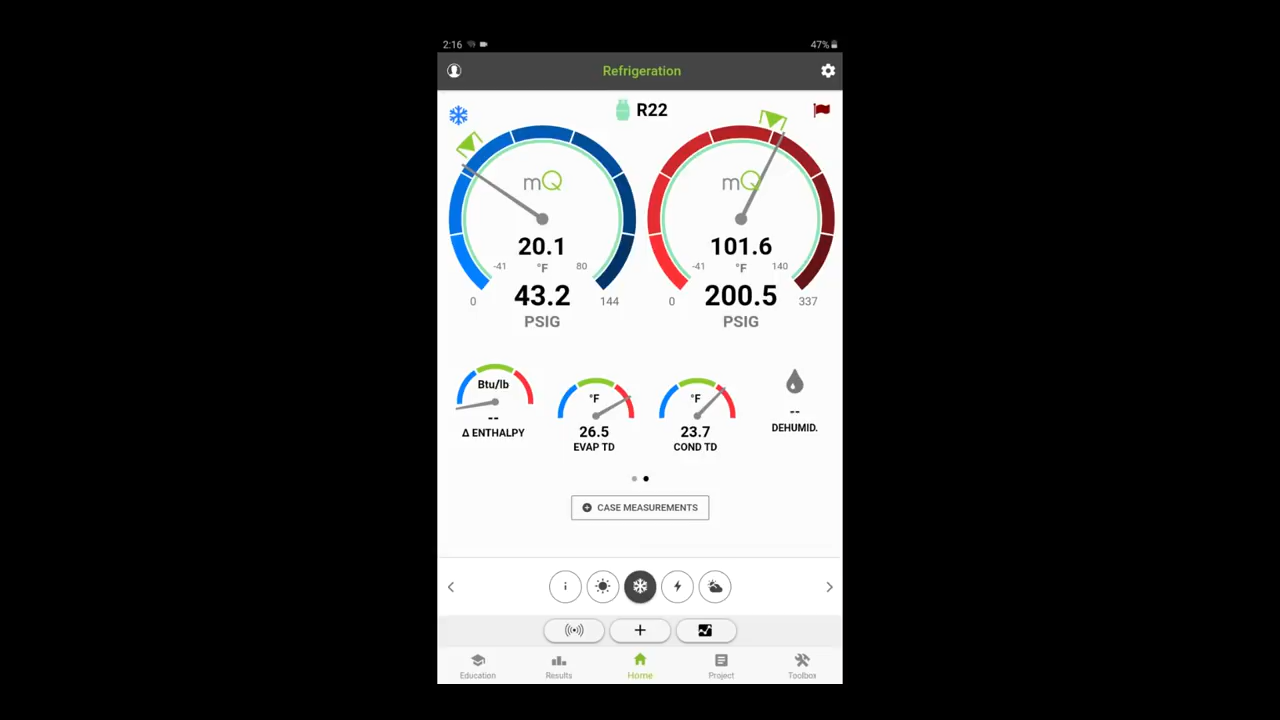 2:16
47%
Refrigeration
R22
mQ
mQ
20.1
101.6
-41 °F 80
-41 °F 140
0 43.2 144
0 200.5 337
PSIG
PSIG
Btu/lb
°F
°F
--
26.5
23.7
--
Δ ENTHALPY
EVAP TD
COND TD
DEHUMID.
CASE MEASUREMENTS
Education
Results
Home
Project
Toolbox